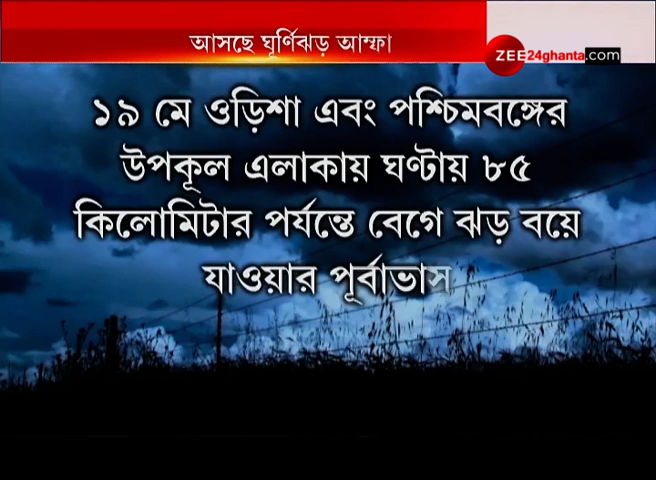 আসছে ঘূর্ণিঝড় আম্ফা
ZEE24ghanta.com
১৯ মে ওড়িশা এবং পশ্চিমবঙ্গের
উপকূল এলাকায় ঘণ্টায় ৮৫
কিলোমিটার পর্যন্তে বেগে ঝড় বয়ে
যাওয়ার পূর্বাভাস